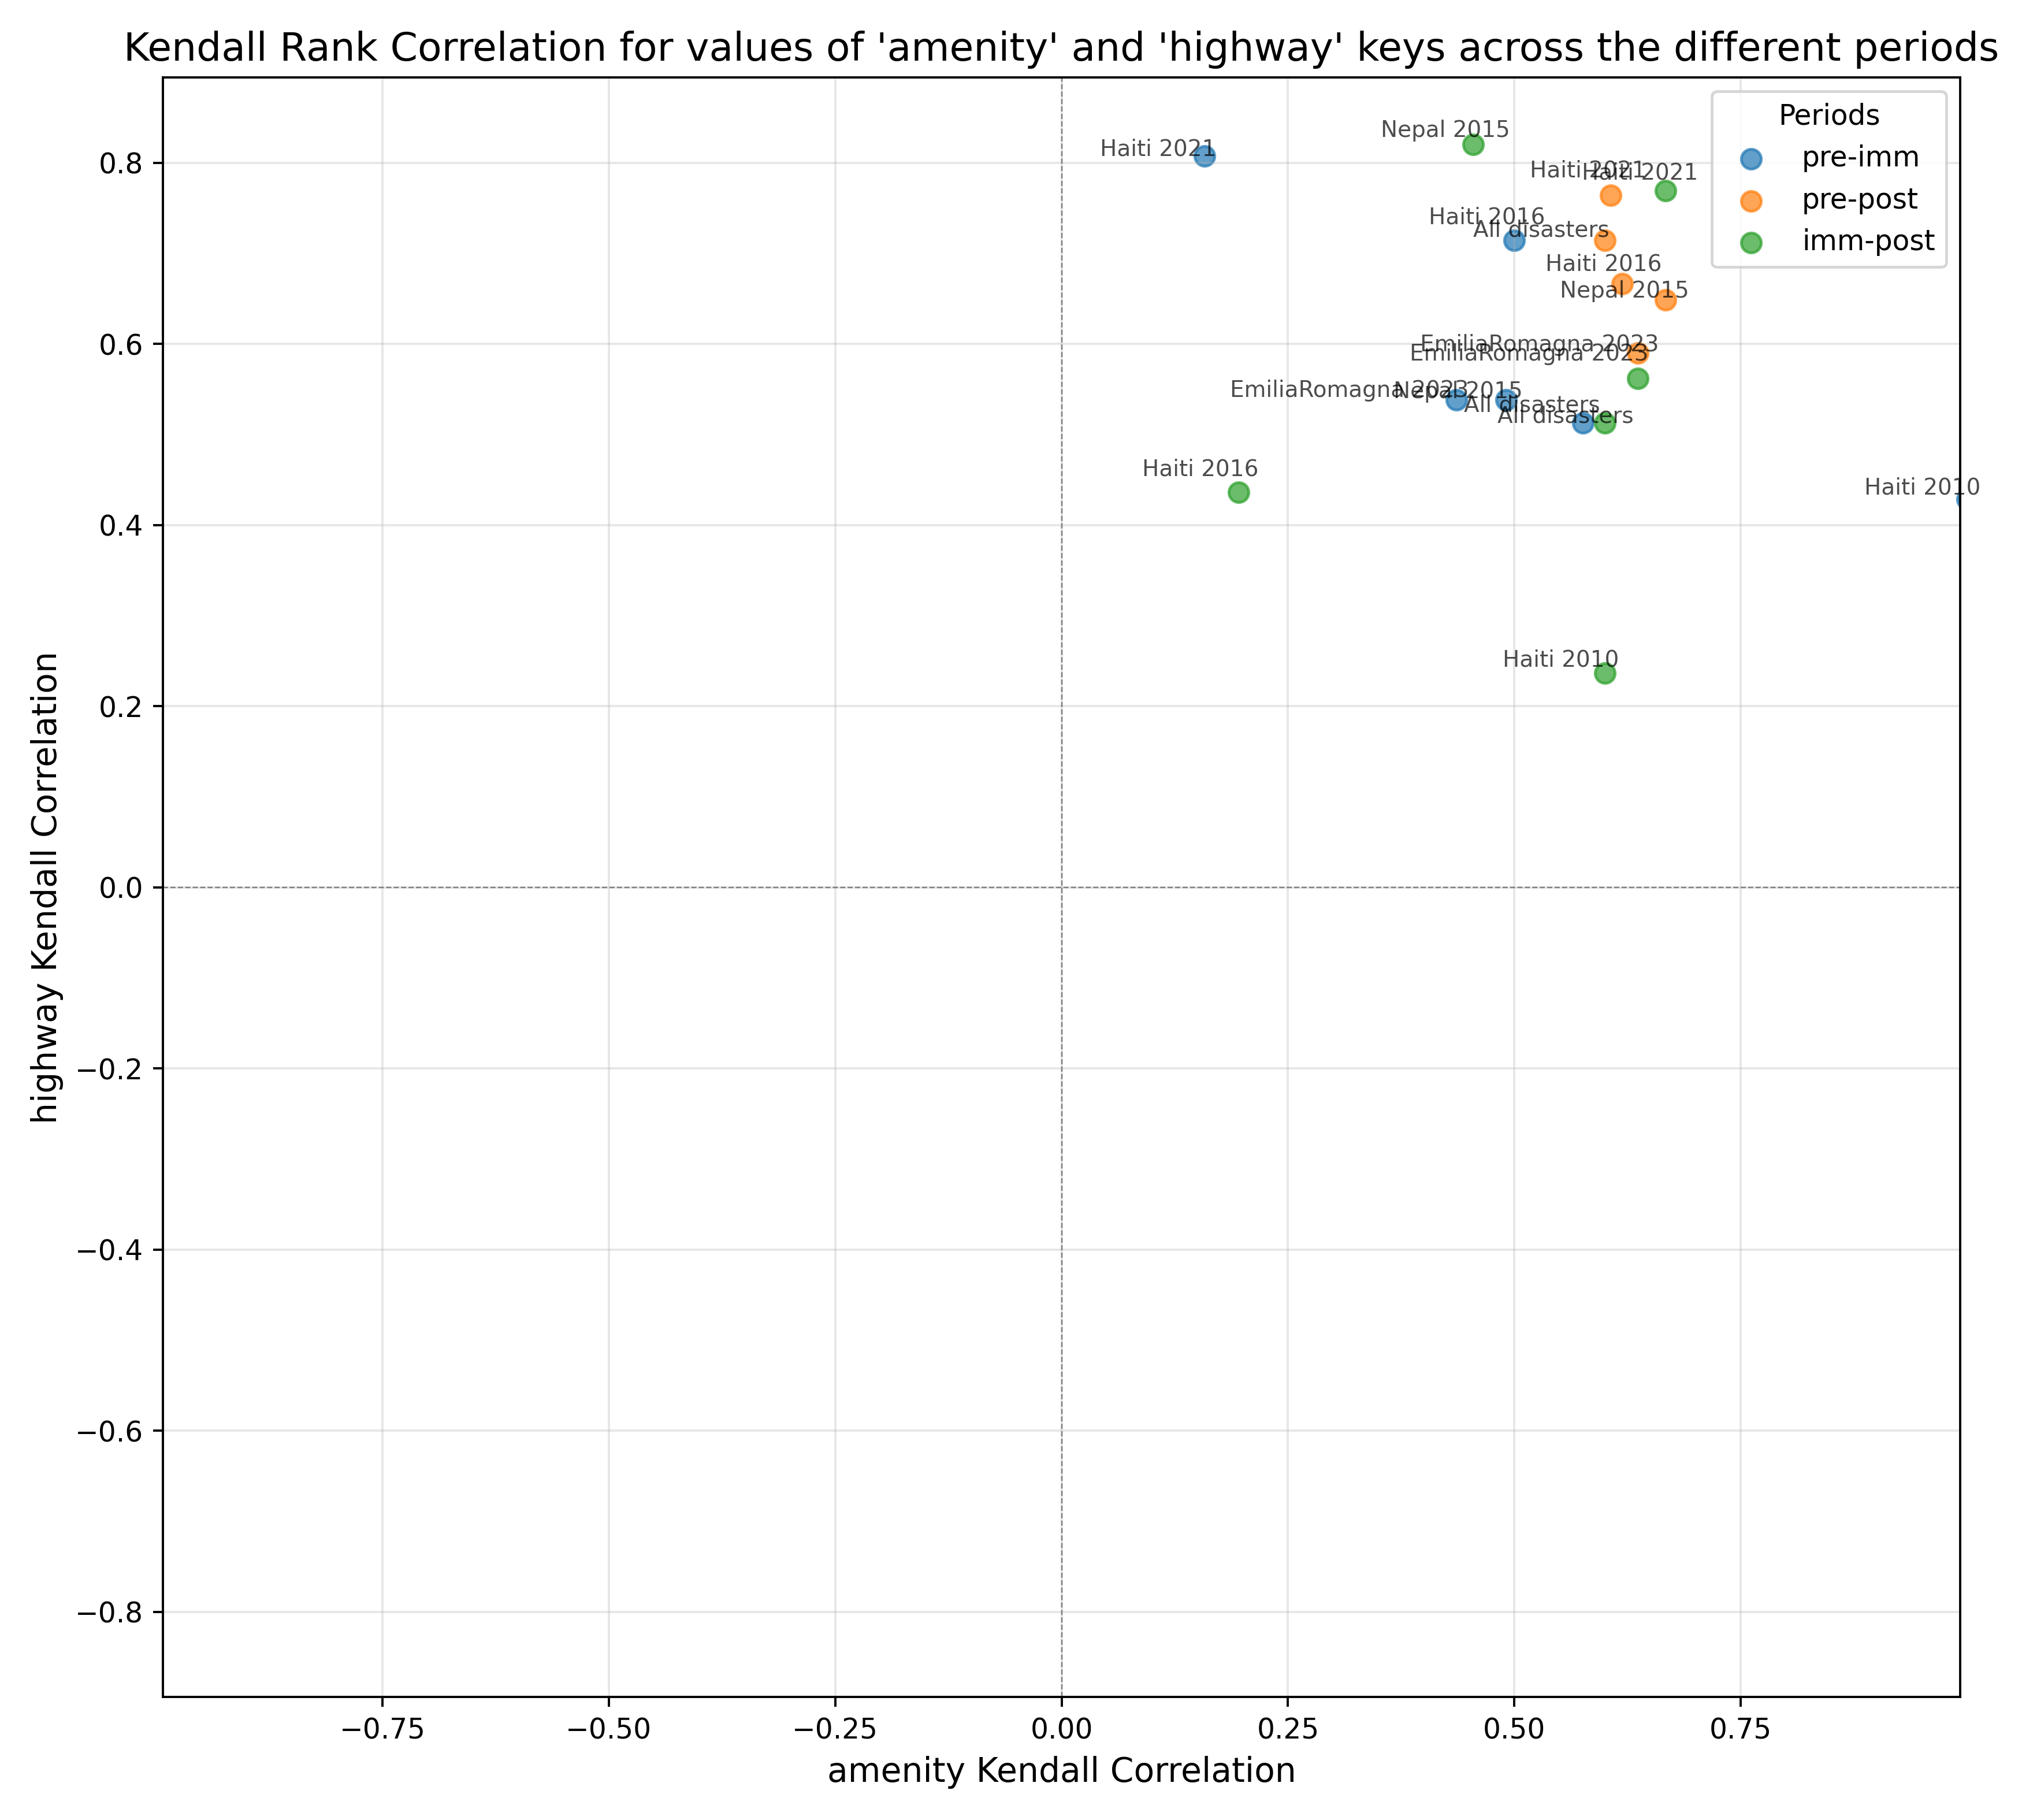 Kendall Rank Correlation for values of 'amenity' and 'highway' keys across the different periods
Periods
pre-imm
pre-post
imm-post
Nepal 2015
Haiti 2021
Haiti 2021
Haiti 2021
Haiti 2016
All disasters
Haiti 2016
Nepal 2015
EmiliaRomagna 2023
EmiliaRomagna 2023
EmiliaRomagna 2023
Nepal 2015
All disasters
All disasters
Haiti 2016
Haiti 2010
Haiti 2010
0.8
0.6
0.4
0.2
0.0
−0.2
−0.4
−0.6
−0.8
highway Kendall Correlation
−0.75
−0.50
−0.25
0.00
0.25
0.50
0.75
amenity Kendall Correlation